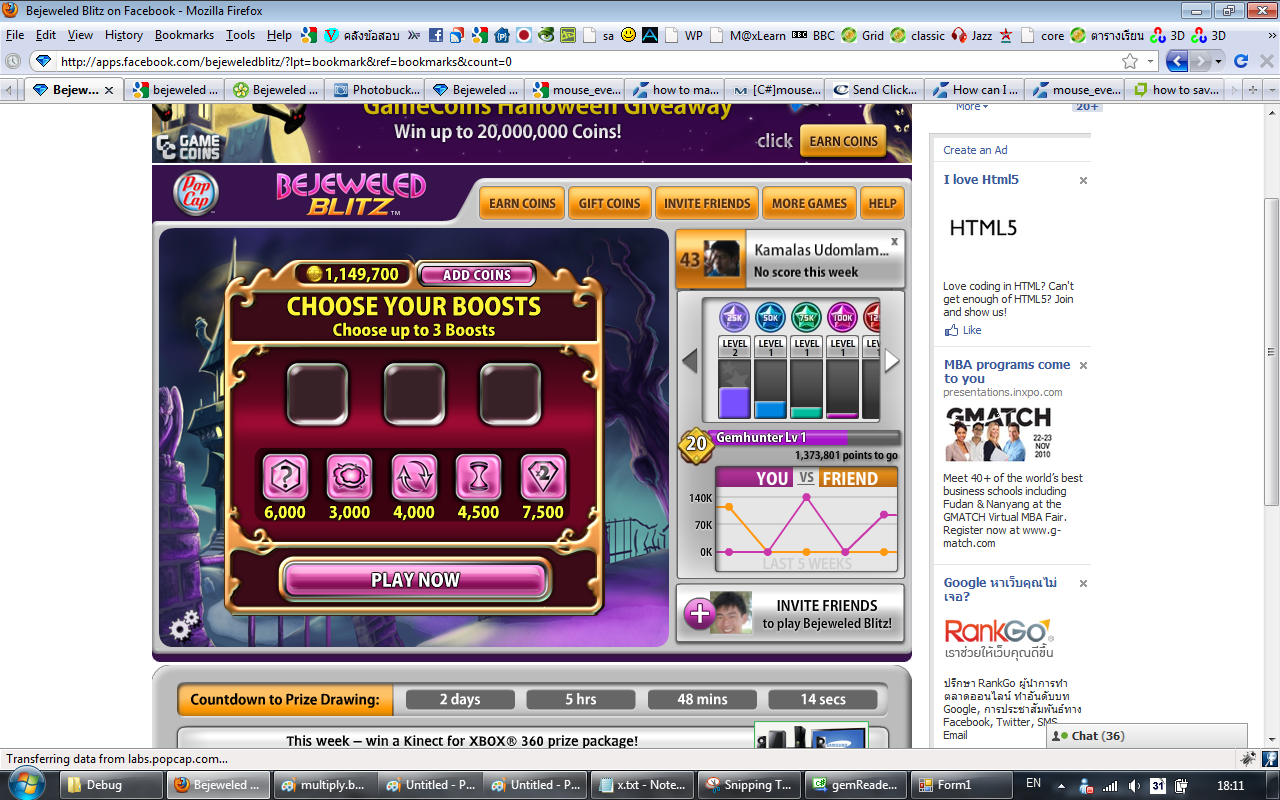 Bejeweled Blitz on Facebook - Mozilla Firefox
File Edit View History Bookmarks Tools Help คลังข้อสอบ sa WP M@xLearn BBC Grid classic Jazz core ตารางเรียน 3D 3D
http://apps.facebook.com/bejeweledblitz/?lpt=bookmark&ref=bookmarks&count=0
Bejew... bejeweled ... Bejeweled ... Photobuck... Bejeweled ... mouse_eve... how to ma... [C#]mouse... Send Click... How can I ... mouse_eve... how to sav...
GameCoins Halloween Giveaway
Win up to 20,000,000 Coins!
GAME COINS
click EARN COINS
Pop Cap
BEJEWELED BLITZ™
EARN COINS GIFT COINS INVITE FRIENDS MORE GAMES HELP
1,149,700 ADD COINS
CHOOSE YOUR BOOSTS
Choose up to 3 Boosts
? 2
6,000 3,000 4,000 4,500 7,500
PLAY NOW
43 Kamalas Udomlam... x
No score this week
25K 50K 75K 100K
LEVEL 2 LEVEL 1 LEVEL 1 LEVEL 1
20 Gemhunter Lv 1
1,373,801 points to go
YOU VS FRIEND
140K
70K
0K
LAST 5 WEEKS
INVITE FRIENDS
to play Bejeweled Blitz!
Countdown to Prize Drawing: 2 days 5 hrs 48 mins 14 secs
This week – win a Kinect for XBOX® 360 prize package!
SAMSUNG
More 20+
Create an Ad
I love Html5
HTML5
Love coding in HTML? Can't
get enough of HTML5? Join
and show us!
Like
MBA programs come
to you
presentations.inxpo.com
GMATCH
22-23
NOV
2010
Meet 40+ of the world's best
business schools including
Fudan & Nanyang at the
GMATCH Virtual MBA Fair.
Register now at www.g-
match.com
Google หาเว็บคุณไม่
เจอ?
RankGo
เราช่วยให้เว็บคุณดีขึ้น
ปรึกษา RankGo ผู้นำการทำ
ตลาดออนไลน์ ทำอันดับบท
Google, การประชาสัมพันธ์ทาง
Facebook, Twitter, SMS,
Email
Chat (36)
Transferring data from labs.popcap.com...
Debug Bejeweled ... multiply.b... Untitled - P... Untitled - P... x.txt - Note... Snipping T... gemReade... Form1 EN 31 18:11